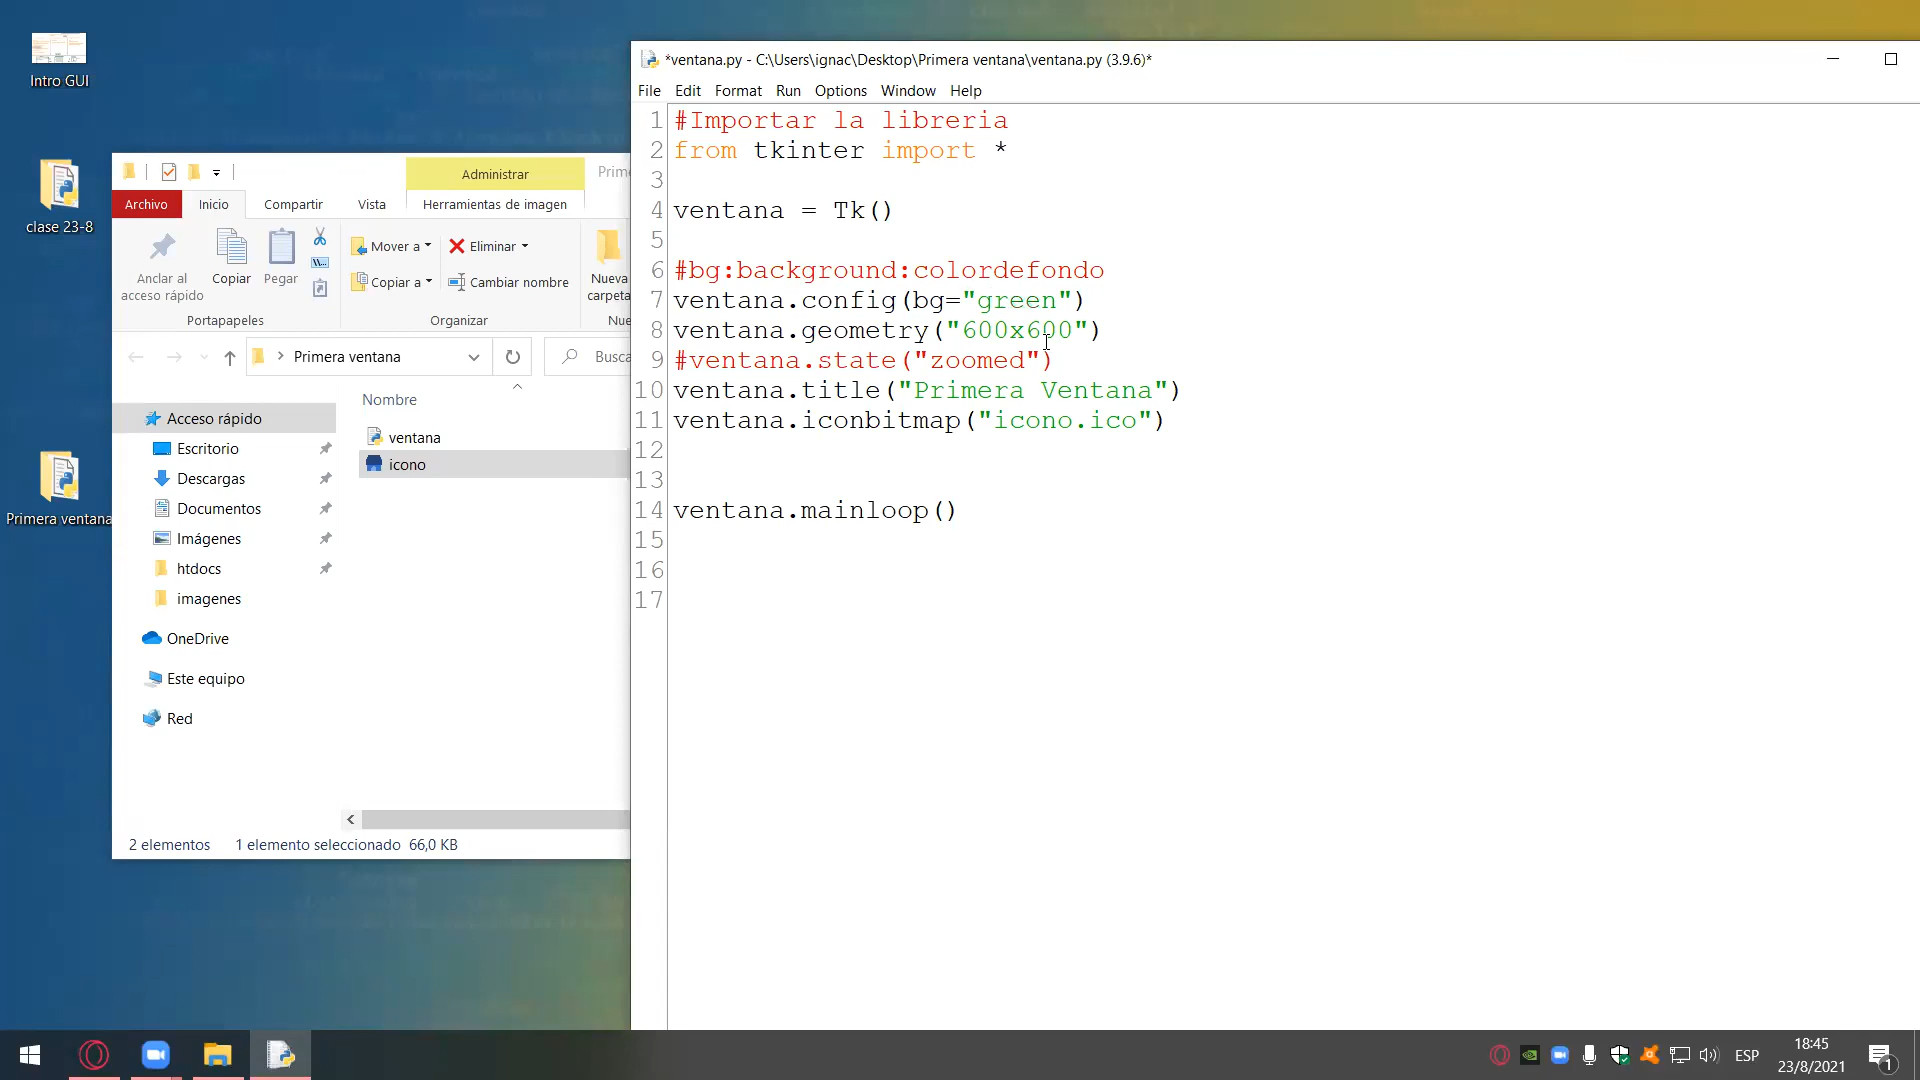 Intro GUI
clase 23-8
Primera ventana
Administrar
Prim
Archivo
Inicio
Compartir
Vista
Herramientas de imagen
Anclar al
acceso rápido
Copiar
Pegar
Mover a
Copiar a
Eliminar
Cambiar nombre
Nueva
carpeta
Portapapeles
Organizar
Nue
Primera ventana
Busca
Acceso rápido
Escritorio
Descargas
Documentos
Imágenes
htdocs
imagenes
OneDrive
Este equipo
Red
Nombre
ventana
icono
2 elementos
1 elemento seleccionado 66,0 KB
*ventana.py - C:\Users\ignac\Desktop\Primera ventana\ventana.py (3.9.6)*
File Edit Format Run Options Window Help
1 #Importar la libreria
2 from tkinter import *
3
4 ventana = Tk()
5
6 #bg:background:colordefondo
7 ventana.config(bg="green")
8 ventana.geometry("600x600")
9 #ventana.state("zoomed")
10 ventana.title("Primera Ventana")
11 ventana.iconbitmap("icono.ico")
12
13
14 ventana.mainloop()
15
16
17
ESP
18:45
23/8/2021
1